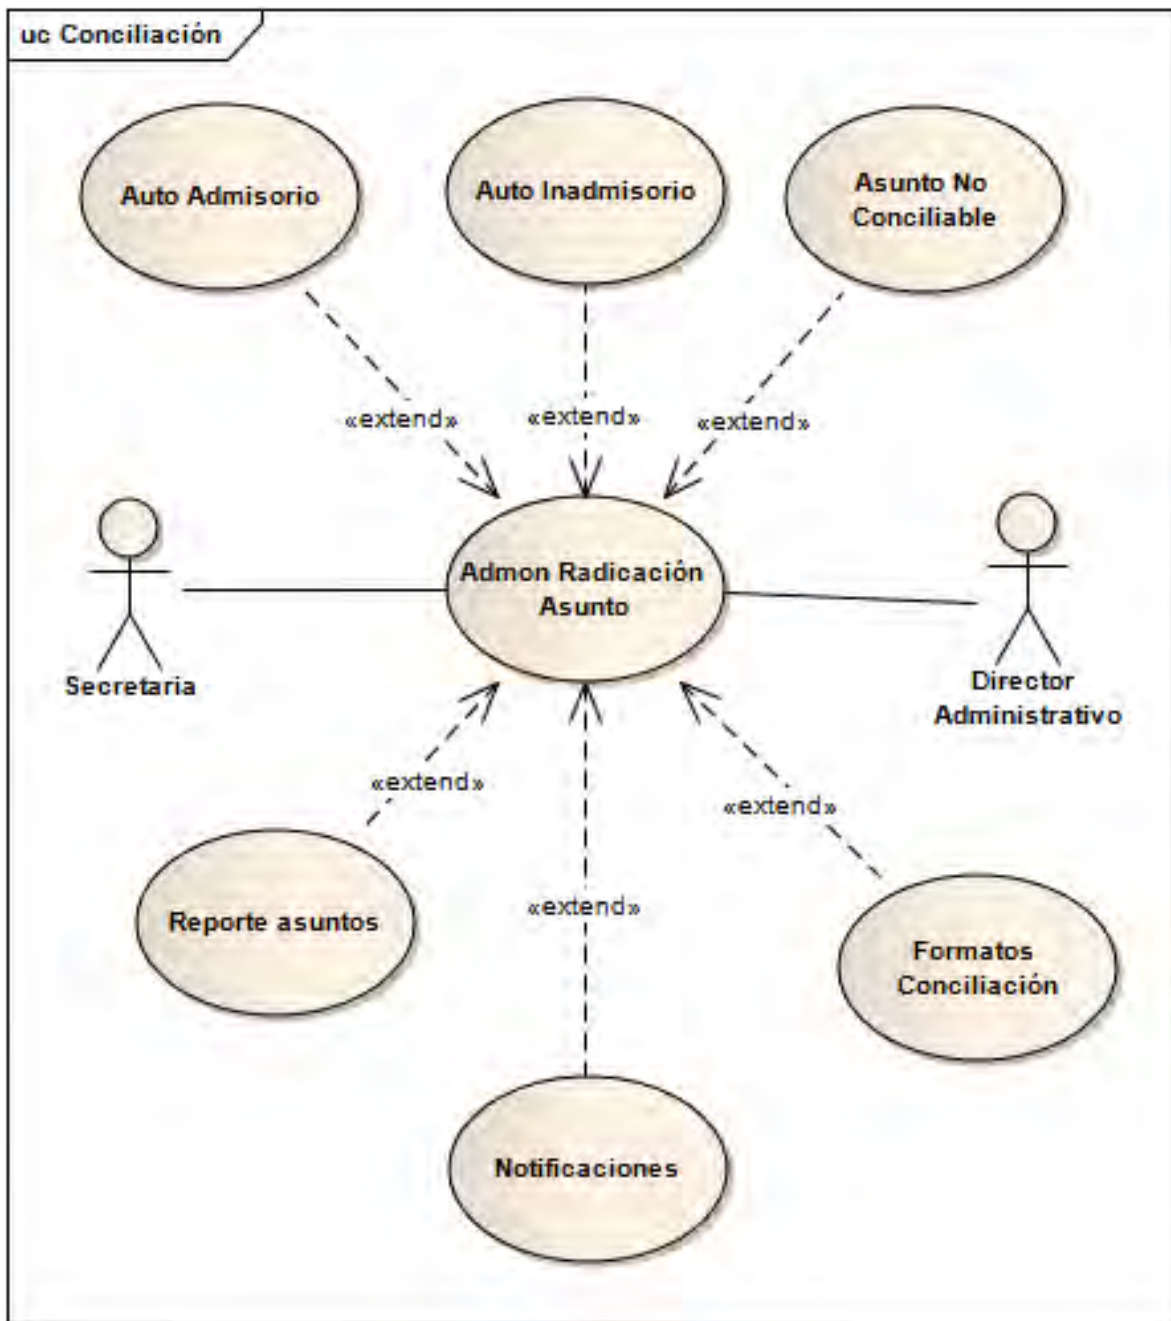 uc Conciliación
Auto Admisorio
Auto Inadmisorio
Asunto No
Conciliable
«extend»
«extend»
«extend»
Admon Radicación
Asunto
Secretaria
Director
Administrativo
«extend»
«extend»
«extend»
Reporte asuntos
Formatos
Conciliación
Notificaciones